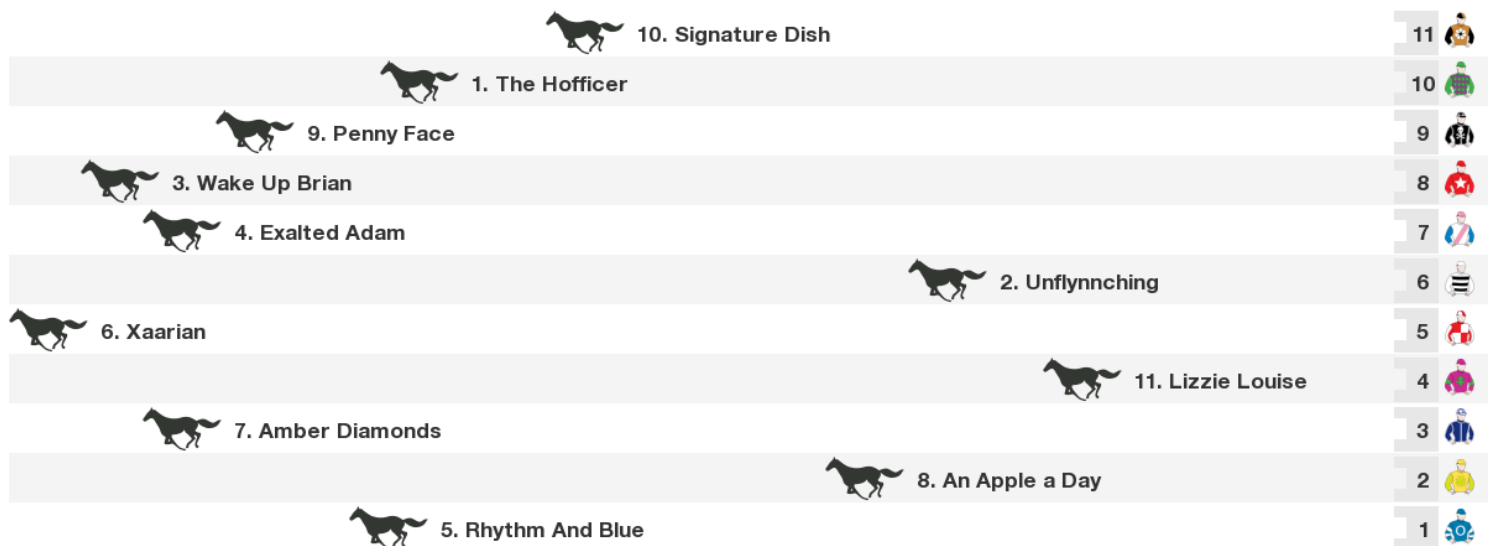 10. Signature Dish 11
1. The Hofficer 10
9. Penny Face 9
3. Wake Up Brian 8
4. Exalted Adam 7
2. Unflynnching 6
6. Xaarian 5
11. Lizzie Louise 4
7. Amber Diamonds 3
8. An Apple a Day 2
5. Rhythm And Blue 1